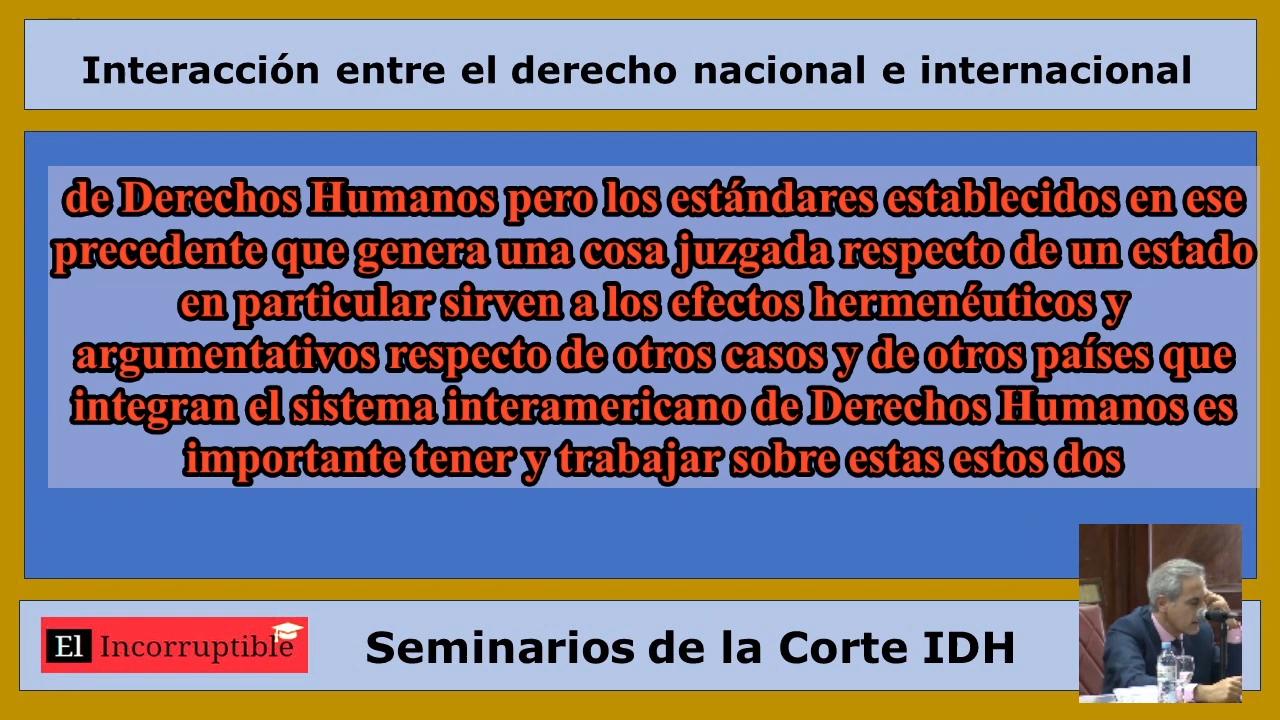 Interacción entre el derecho nacional e internacional
de Derechos Humanos pero los estándares establecidos en ese
precedente que genera una cosa juzgada respecto de un estado
en particular sirven a los efectos hermenéuticos y
argumentativos respecto de otros casos y de otros países que
integran el sistema interamericano de Derechos Humanos es
importante tener y trabajar sobre estas estos dos
El Incorruptible
Seminarios de la Corte IDH